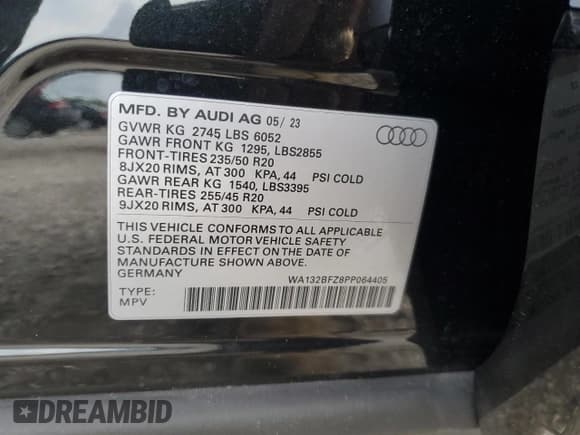 MFD. BY AUDI AG 05/ 23
GVWR KG 2745 LBS 6052
GAWR FRONT KG 1295, LBS2855
FRONT-TIRES 235/50 R20
8JX20 RIMS, AT 300 KPA, 44 PSI COLD
GAWR REAR KG 1540, LBS3395
REAR-TIRES 255/45 R20
9JX20 RIMS, AT 300 KPA, 44 PSI COLD
THIS VEHICLE CONFORMS TO ALL APPLICABLE
U.S. FEDERAL MOTOR VEHICLE SAFETY
STANDARDS IN EFFECT ON THE DATE OF
MANUFACTURE SHOWN ABOVE.
GERMANY
WA132BFZ8PP064405
TYPE:
MPV
DREAMBID